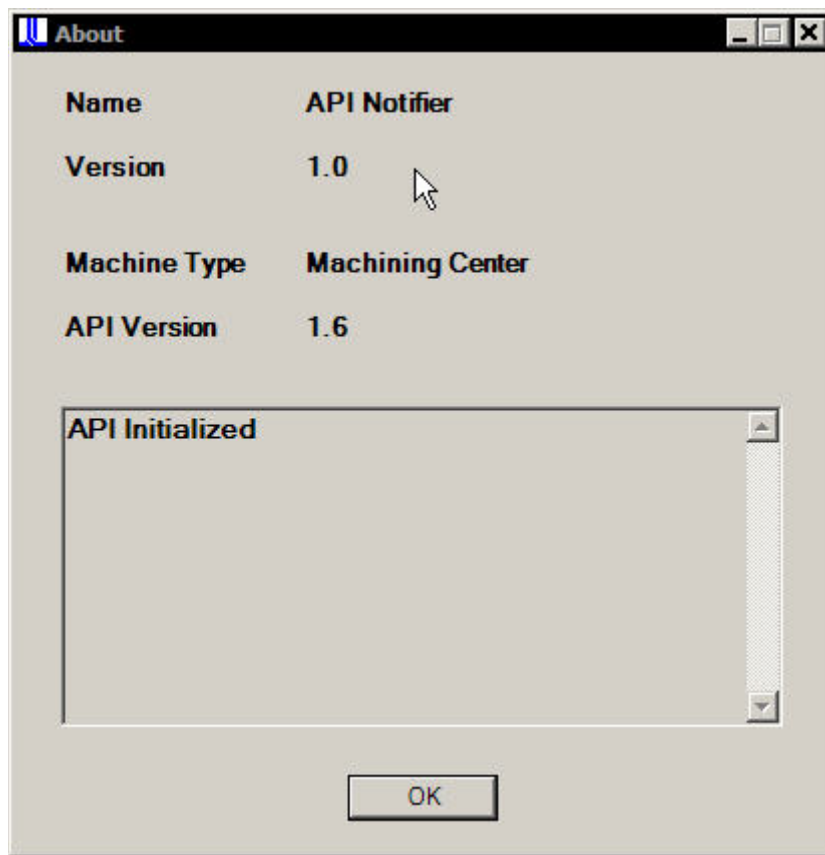 About
Name API Notifier
Version 1.0
Machine Type Machining Center
API Version 1.6
API Initialized
OK